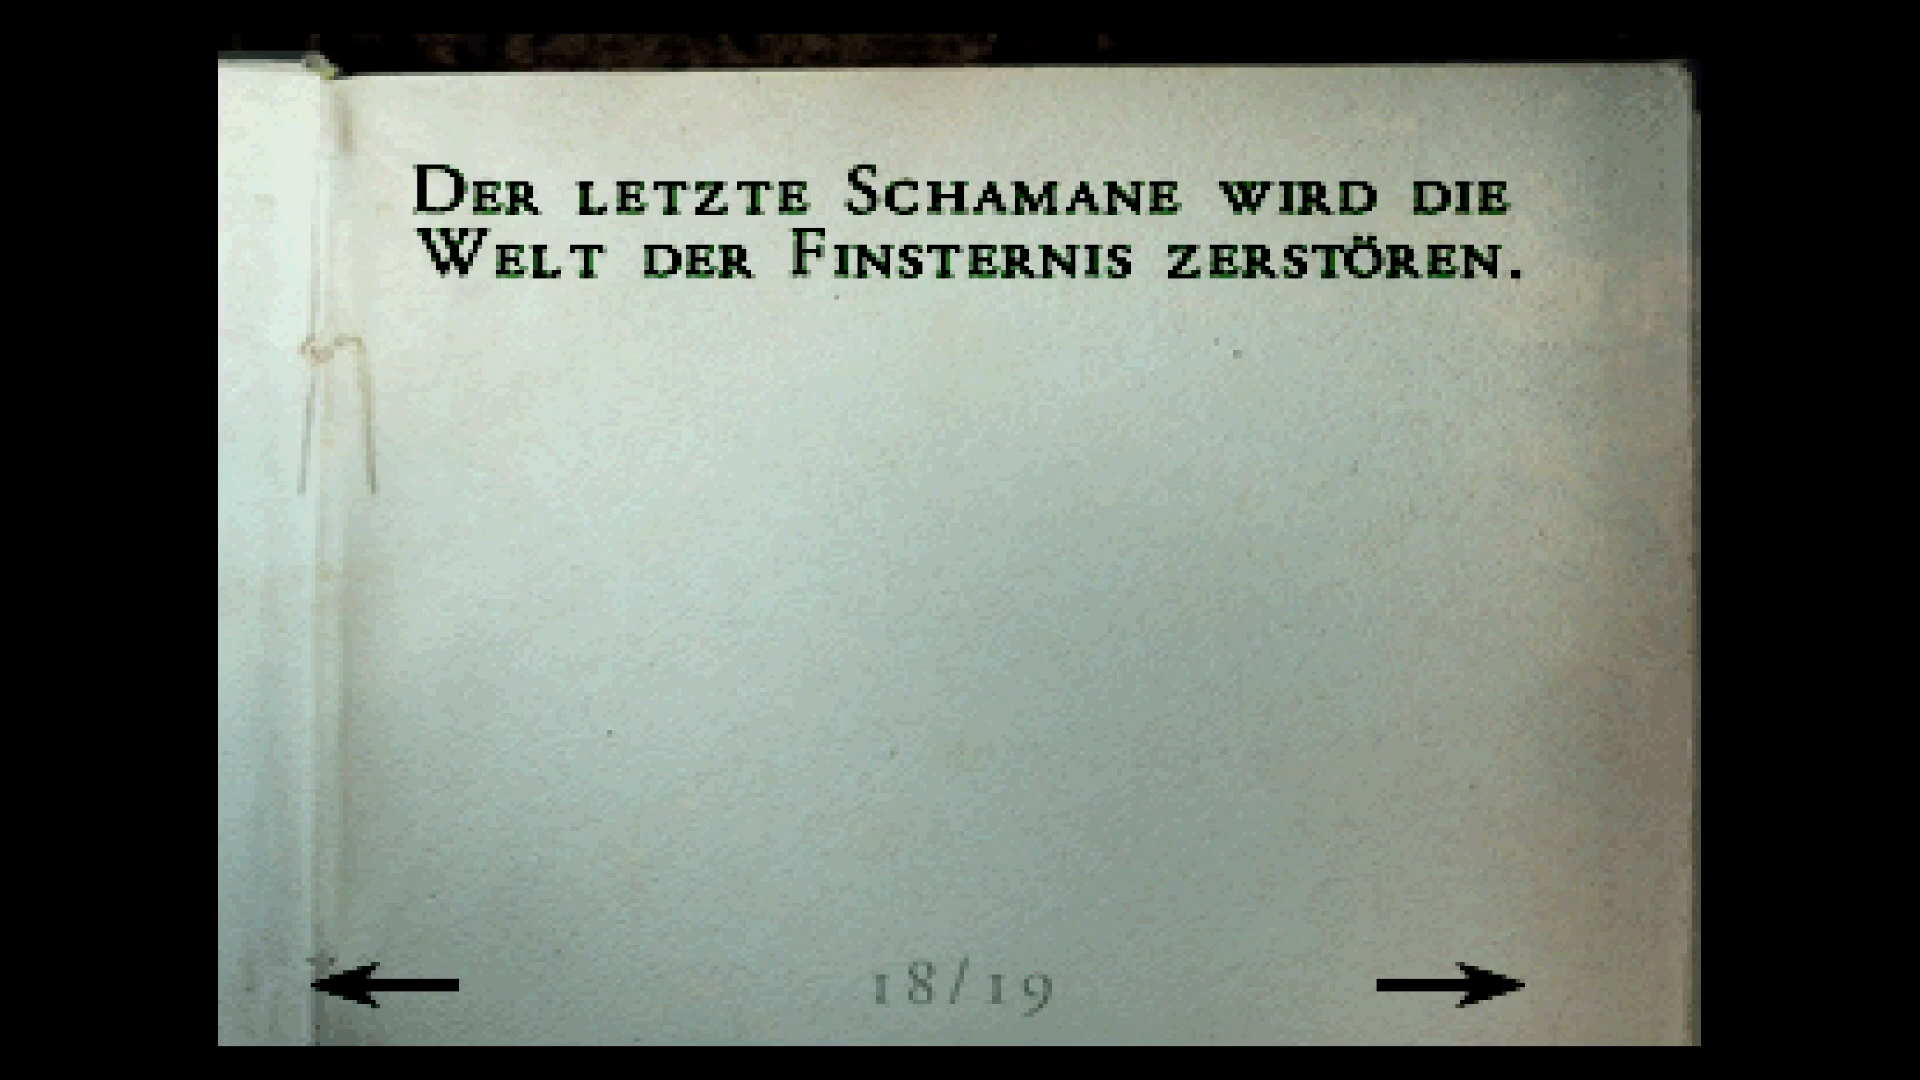 Der letzte Schamane wird die
Welt der Finsternis zerstören.
18/19